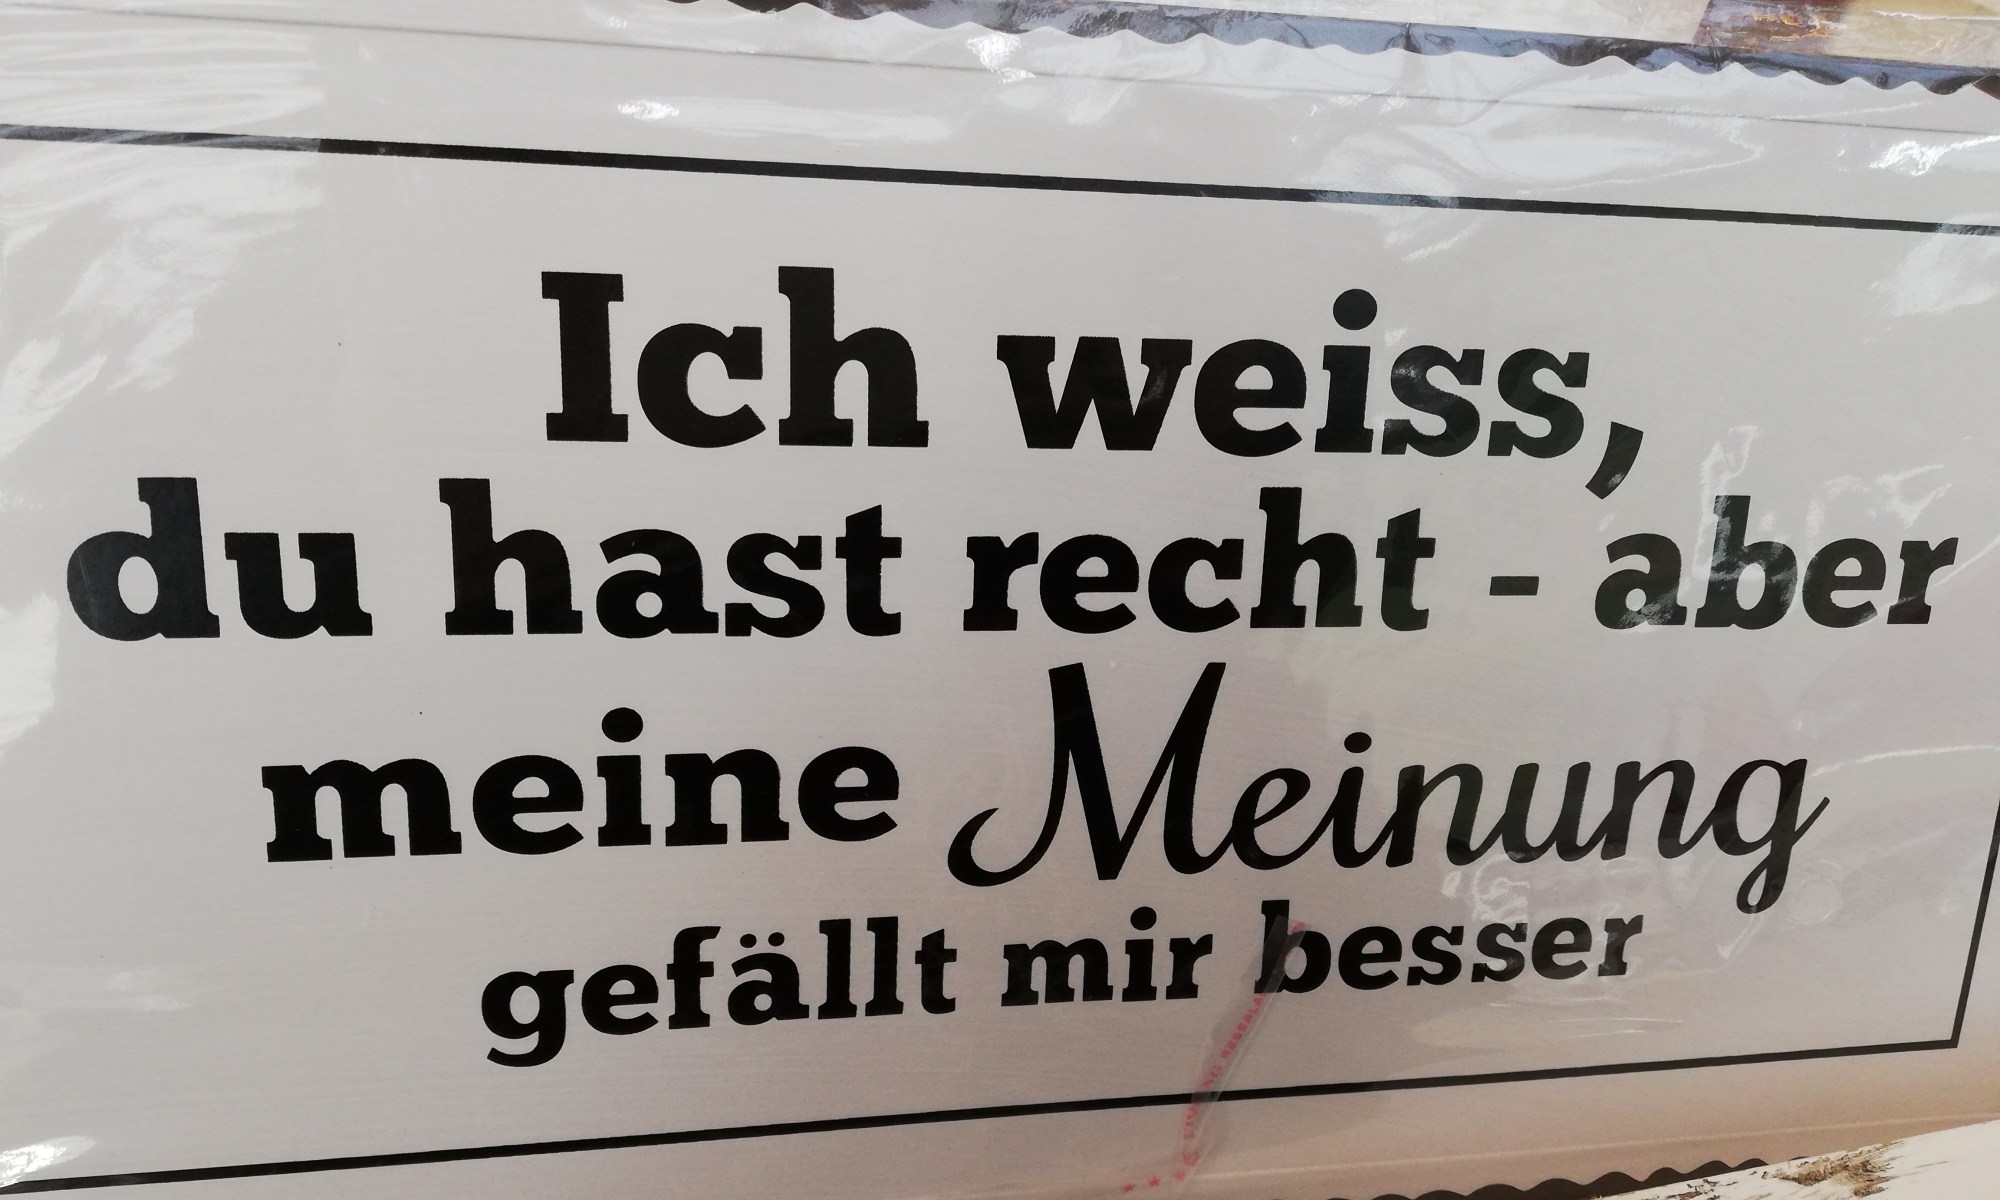 Ich weiss,
du hast recht - aber
meine Meinung
gefällt mir besser